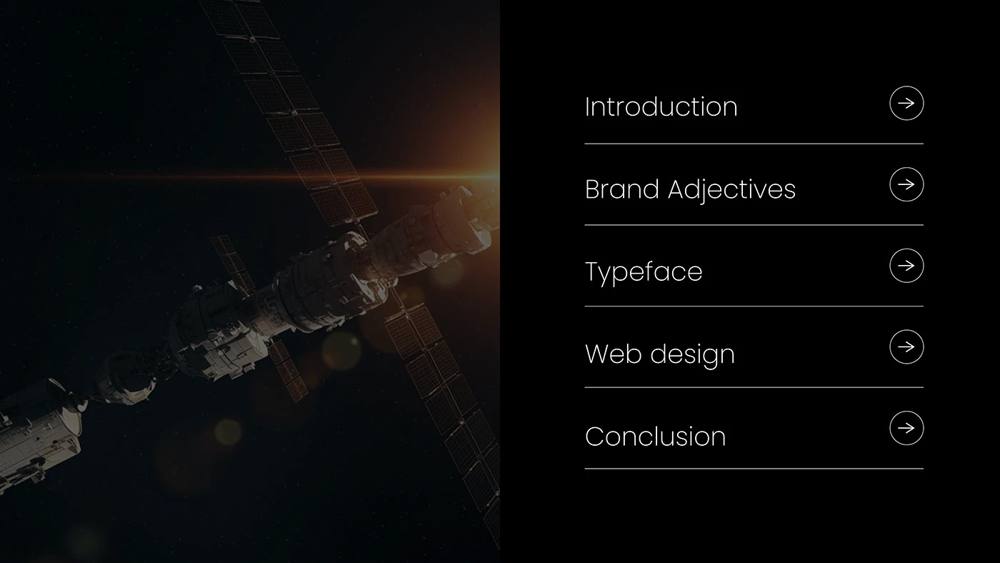 Introduction
Brand Adjectives
Typeface
Web design
Conclusion